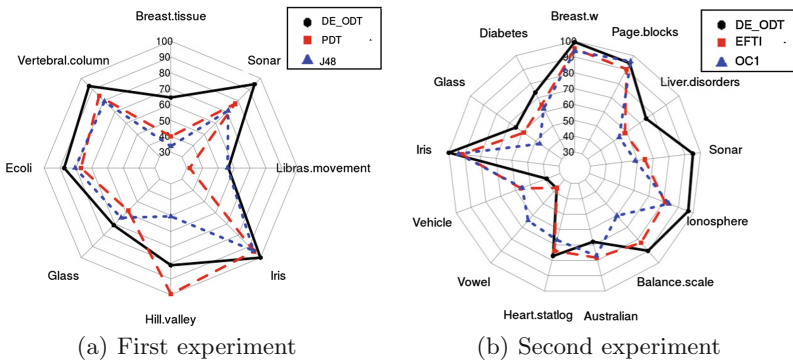 Breast.tissue
DE_ODT
PDT
J48
Vertebral.column
Sonar
100
90
80
70
60
50
40
30
Ecoli
Libras.movement
Glass
Iris
Hill.valley
(a) First experiment
Breast.w
DE_ODT
EFTI
OC1
Diabetes
Page.blocks
100
90
80
70
60
50
40
30
Glass
Liver.disorders
Iris
Sonar
Vehicle
Ionosphere
Vowel
Balance.scale
Heart.statlog
Australian
(b) Second experiment